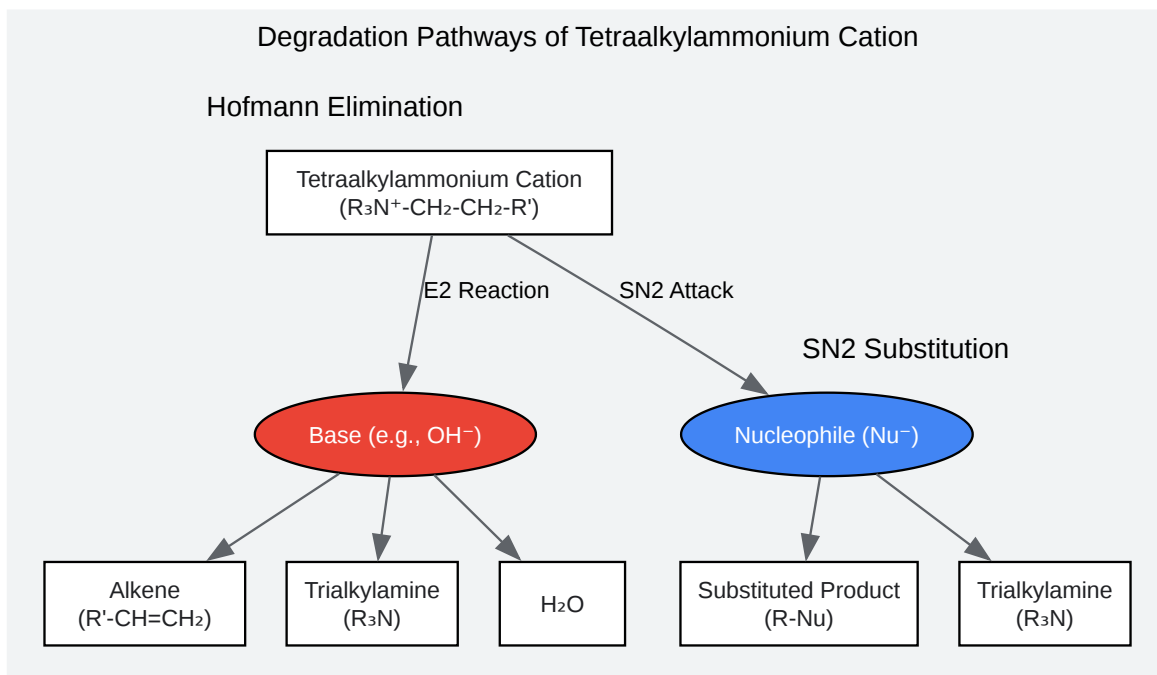 Degradation Pathways of Tetraalkylammonium Cation
Hofmann Elimination
Tetraalkylammonium Cation
(R₃N⁺-CH₂-CH₂-R')
E2 Reaction
SN2 Attack
SN2 Substitution
Base (e.g., OH⁻)
Nucleophile (Nu⁻)
Alkene
(R'-CH=CH₂)
Trialkylamine
(R₃N)
H₂O
Substituted Product
(R-Nu)
Trialkylamine
(R₃N)